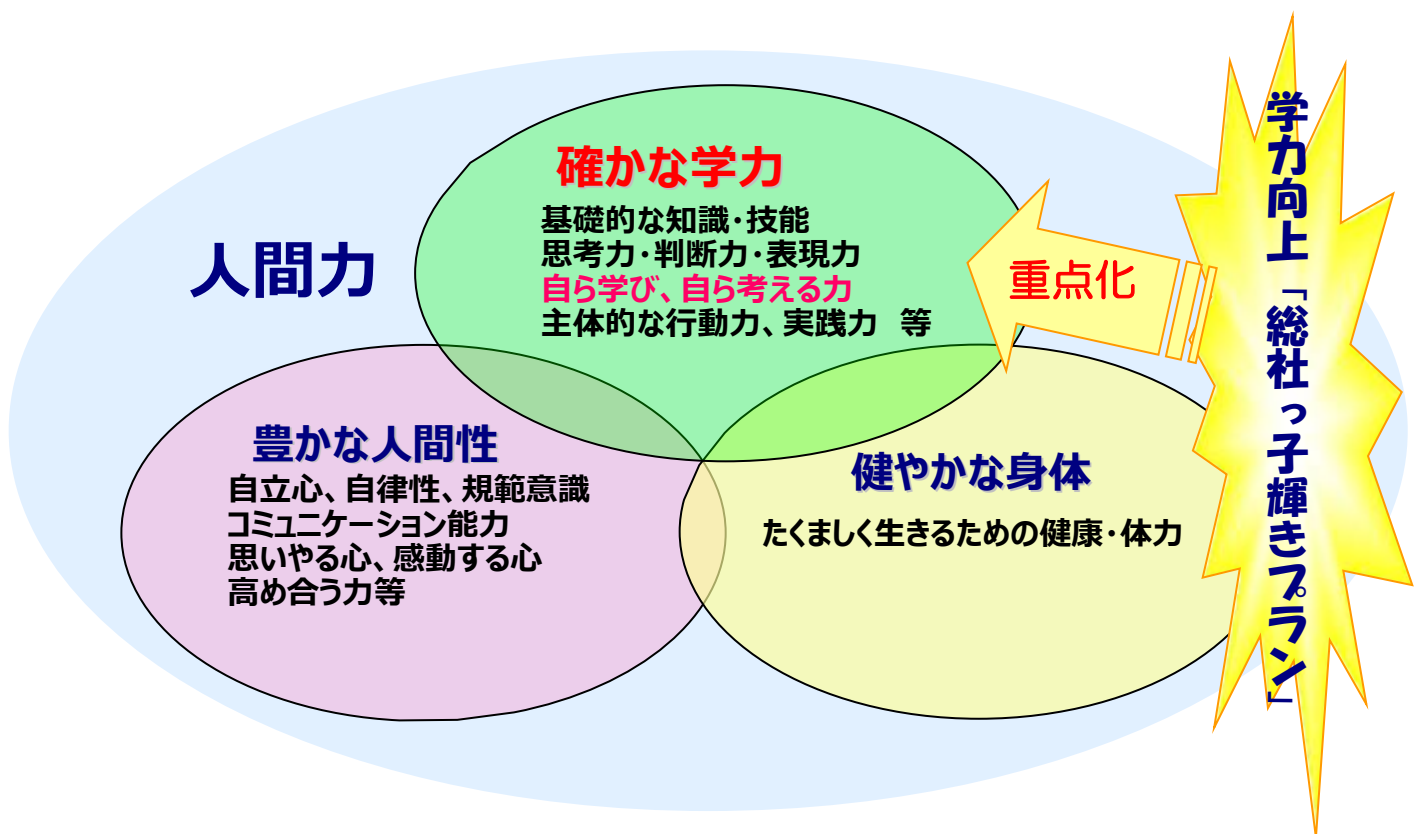 人間力
確かな学力
基礎的な知識・技能
思考力・判断力・表現力
自ら学び、自ら考える力
主体的な行動力、実践力　等
重点化
豊かな人間性
自立心、自律性、規範意識
コミュニケーション能力
思いやる心、感動する心
高め合う力等
健やかな身体
たくましく生きるための健康・体力
学力向上「総社っ子輝きプラン」